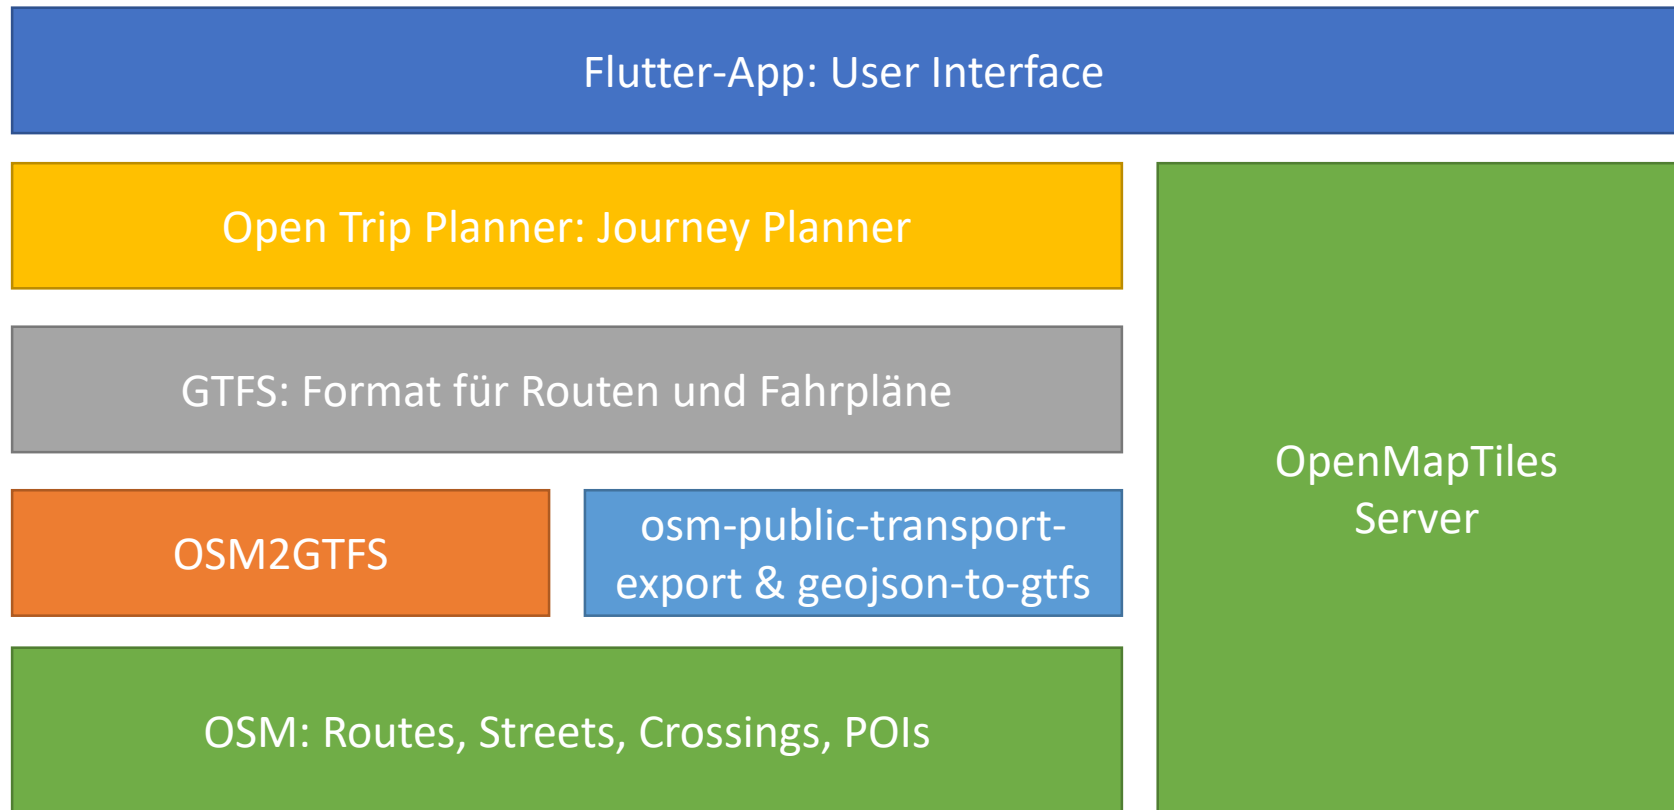 Flutter-App: User Interface
Open Trip Planner: Journey Planner
GTFS: Format für Routen und Fahrpläne
OSM2GTFS
osm-public-transport-
export & geojson-to-gtfs
OSM: Routes, Streets, Crossings, POIs
OpenMapTiles
Server